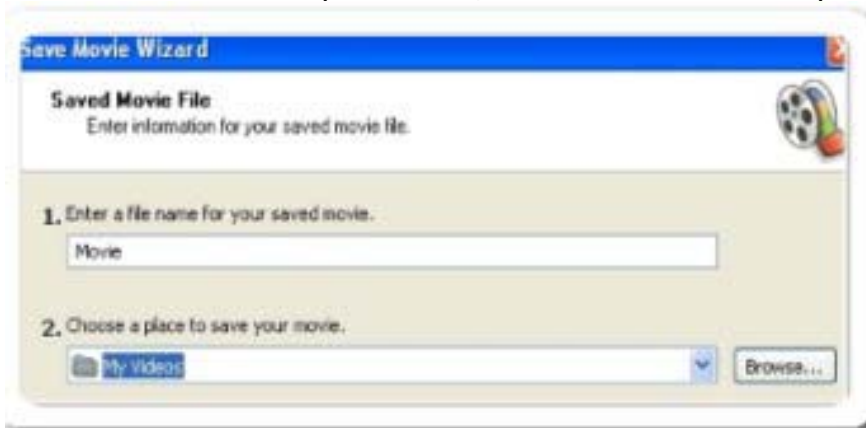 Save Movie Wizard
Saved Movie File
Enter information for your saved movie file.
1. Enter a file name for your saved movie.
Movie
2. Choose a place to save your movie.
My Videos
Browse...